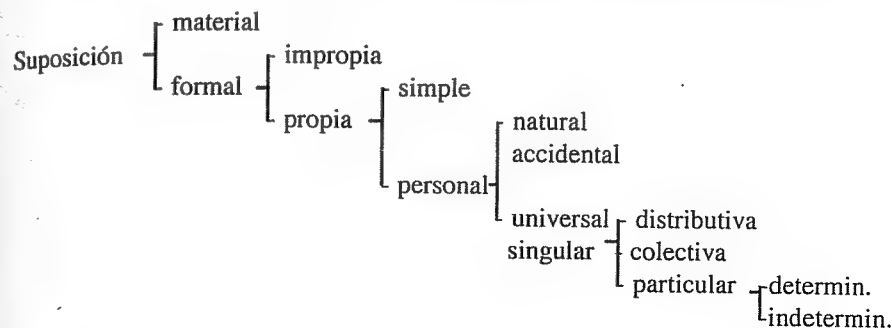 material
Suposición
impropia
formal
simple
propia
natural
accidental
personal
universal distributiva
singular colectiva
particular determin.
indetermin.